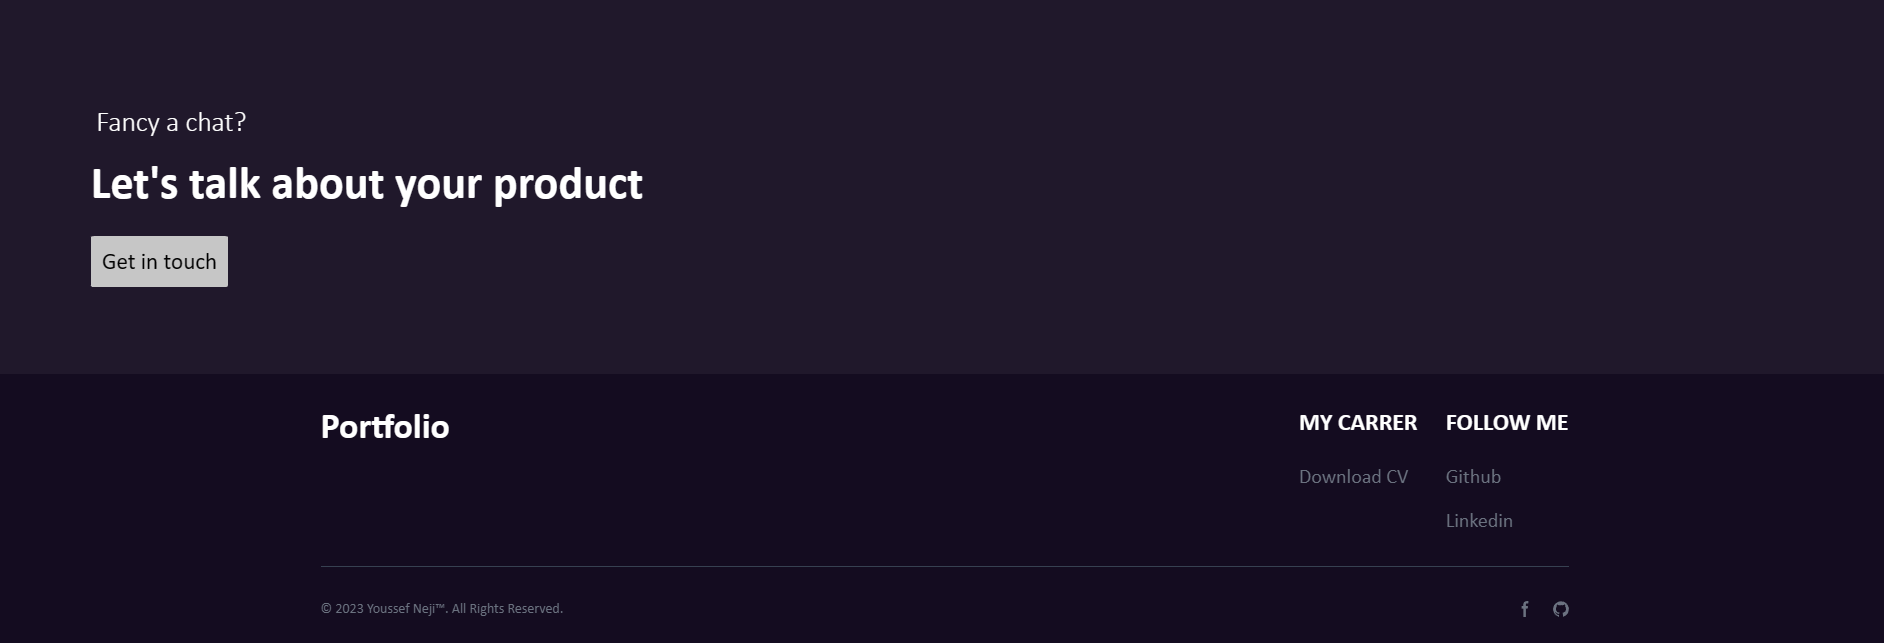 Fancy a chat?
Let's talk about your product
Get in touch
Portfolio
MY CARRER
Download CV
FOLLOW ME
Github
Linkedin
© 2023 Youssef Neji™. All Rights Reserved.